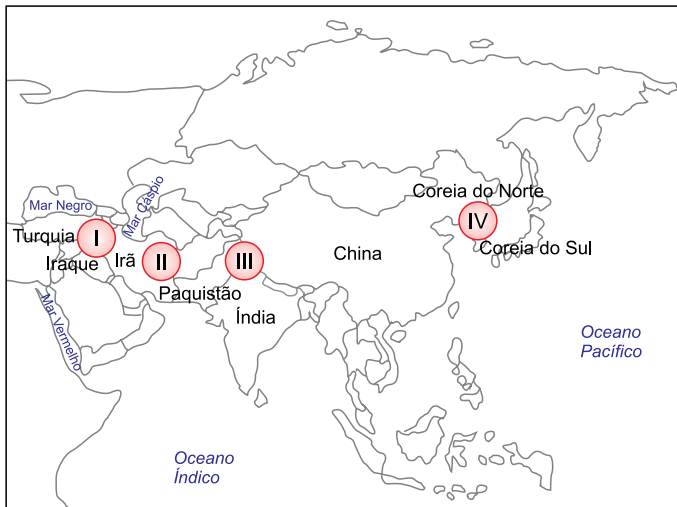 Mar Negro
Mar Cáspio
Coreia do Norte
Turquia
I
IV
Iraque
Irã
II
III
China
Coreia do Sul
Paquistão
Índia
Mar Vermelho
Oceano
Pacífico
Oceano
Índico